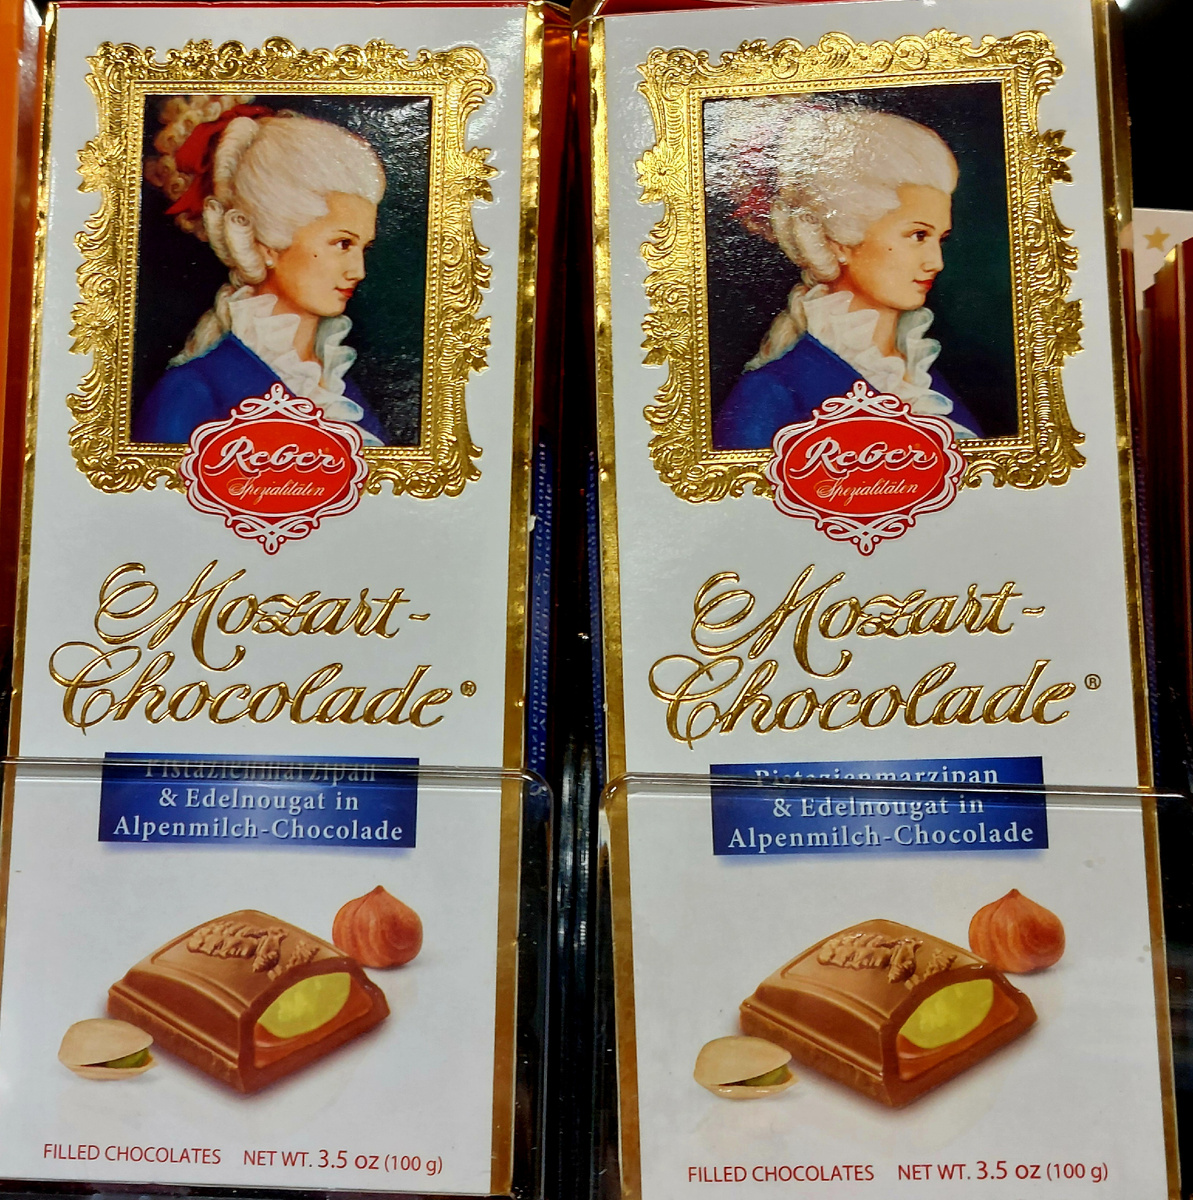 Reber
Spezialitäten
Mozart-
Chocolade®
Pistazienmarzipan
& Edelnougat in
Alpenmilch-Chocolade
FILLED CHOCOLATES NET WT. 3.5 OZ (100 g)
Reber
Spezialitäten
Mozart-
Chocolade®
Pistazienmarzipan
& Edelnougat in
Alpenmilch-Chocolade
FILLED CHOCOLATES NET WT. 3.5 OZ (100 g)